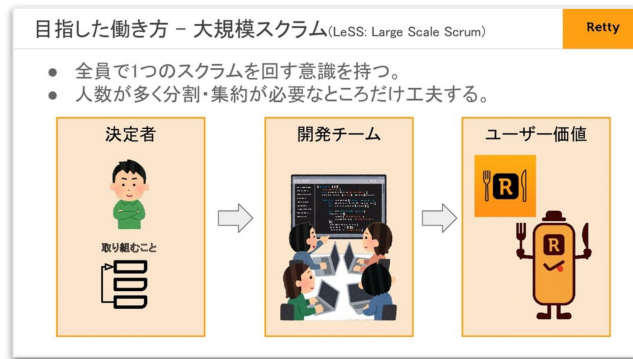 目指した働き方 – 大規模スクラム(LeSS: Large Scale Scrum)
Retty
● 全員で1つのスクラムを回す意識を持つ。
● 人数が多く分割・集約が必要なところだけ工夫する。
決定者
取り組むこと
開発チーム
ユーザー価値
R
R